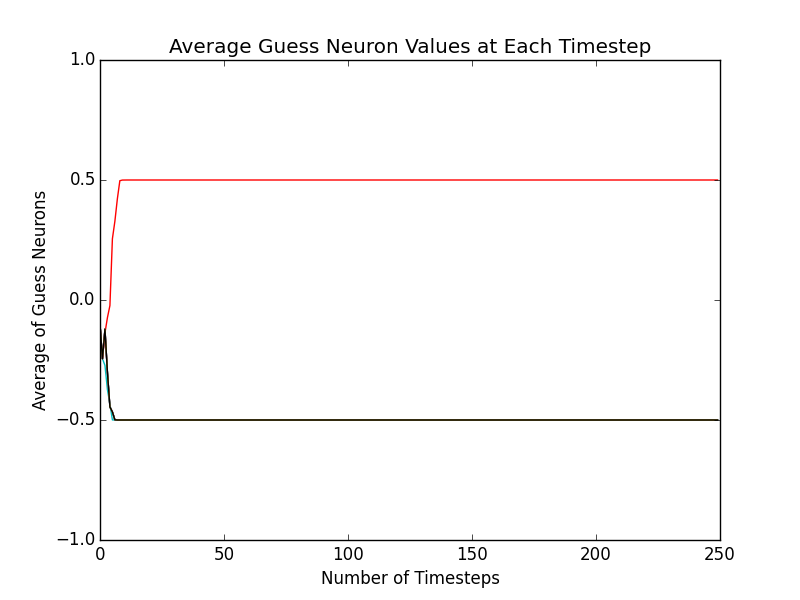 Average Guess Neuron Values at Each Timestep
1.0
0.5
0.0
−0.5
−1.0
Average of Guess Neurons
0 50 100 150 200 250
Number of Timesteps